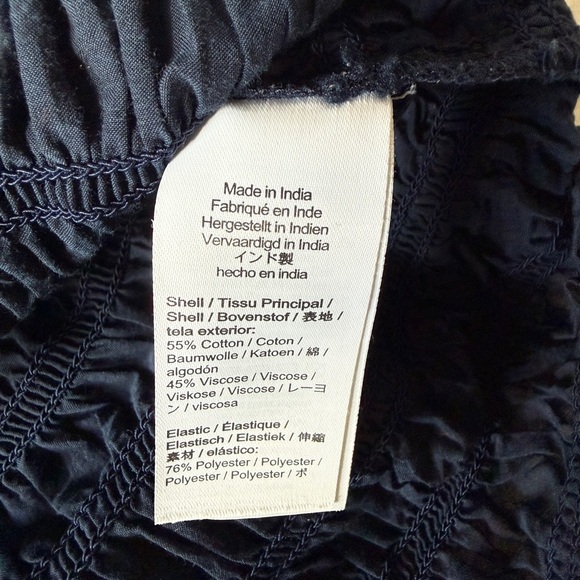 Made in India
Fabriqué en Inde
Hergestellt in Indien
Vervaardigd in India
インド製
hecho en india
Shell / Tissu Principal /
Shell / Bovenstof / 表地 /
tela exterior:
55% Cotton / Coton /
Baumwolle / Katoen / 綿 /
algodón
45% Viscose / Viscose /
Viskose / Viscose / レーヨ
ン / viscosa
Elastic / Élastique /
Elastisch / Elastiek / 伸縮
素材 / elástico:
76% Polyester / Polyester /
Polyester / Polyester / ポ